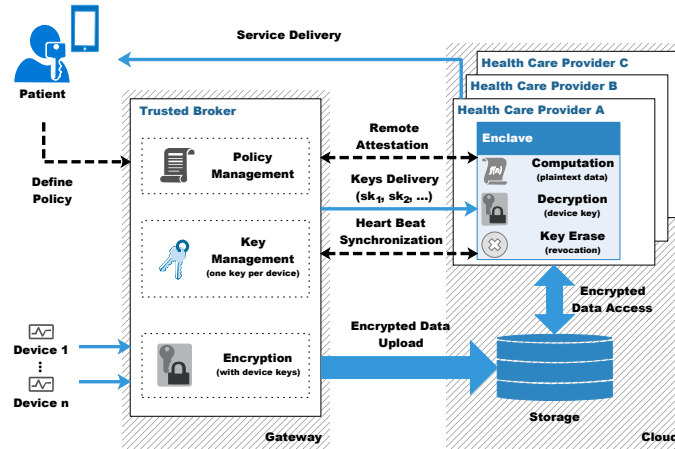 Service Delivery
Patient
Health Care Provider C
Health Care Provider B
Health Care Provider A
Trusted Broker
Enclave
Define
Policy
Policy
Management
Remote
Attestation
Computation
(plaintext data)
f(n)
Keys Delivery
(sk1, sk2, ...)
Decryption
(device key)
Key
Management
(one key per device)
Heart Beat
Synchronization
Key Erase
(revocation)
Encrypted
Data Access
Device 1
⋮
Device n
Encryption
(with device keys)
Encrypted Data
Upload
Storage
Gateway
Cloud